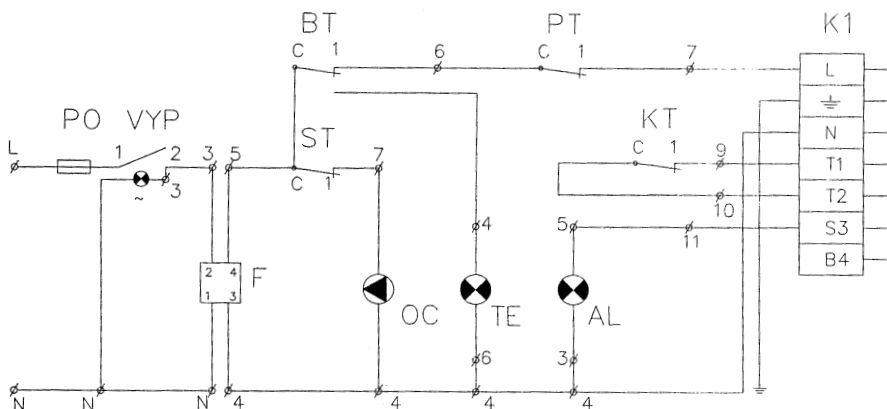 BT
PT
K1
C 1
6
C 1
7
L
PO VYP
ST
KT
N
L
1
2
3
5
7
C 1
9
T1
~
3
C 1
10
T2
4
5
11
S3
2 4
F
B4
1 3
OC
TE
AL
6
3
N
N
N
4
4
4
4